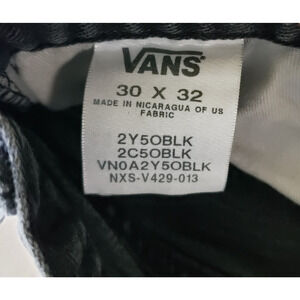 VANS
30 X 32
MADE IN NICARAGUA OF US
FABRIC
2Y5OBLK
2C5OBLK
VN0A2Y5OBLK
NXS-V429-013